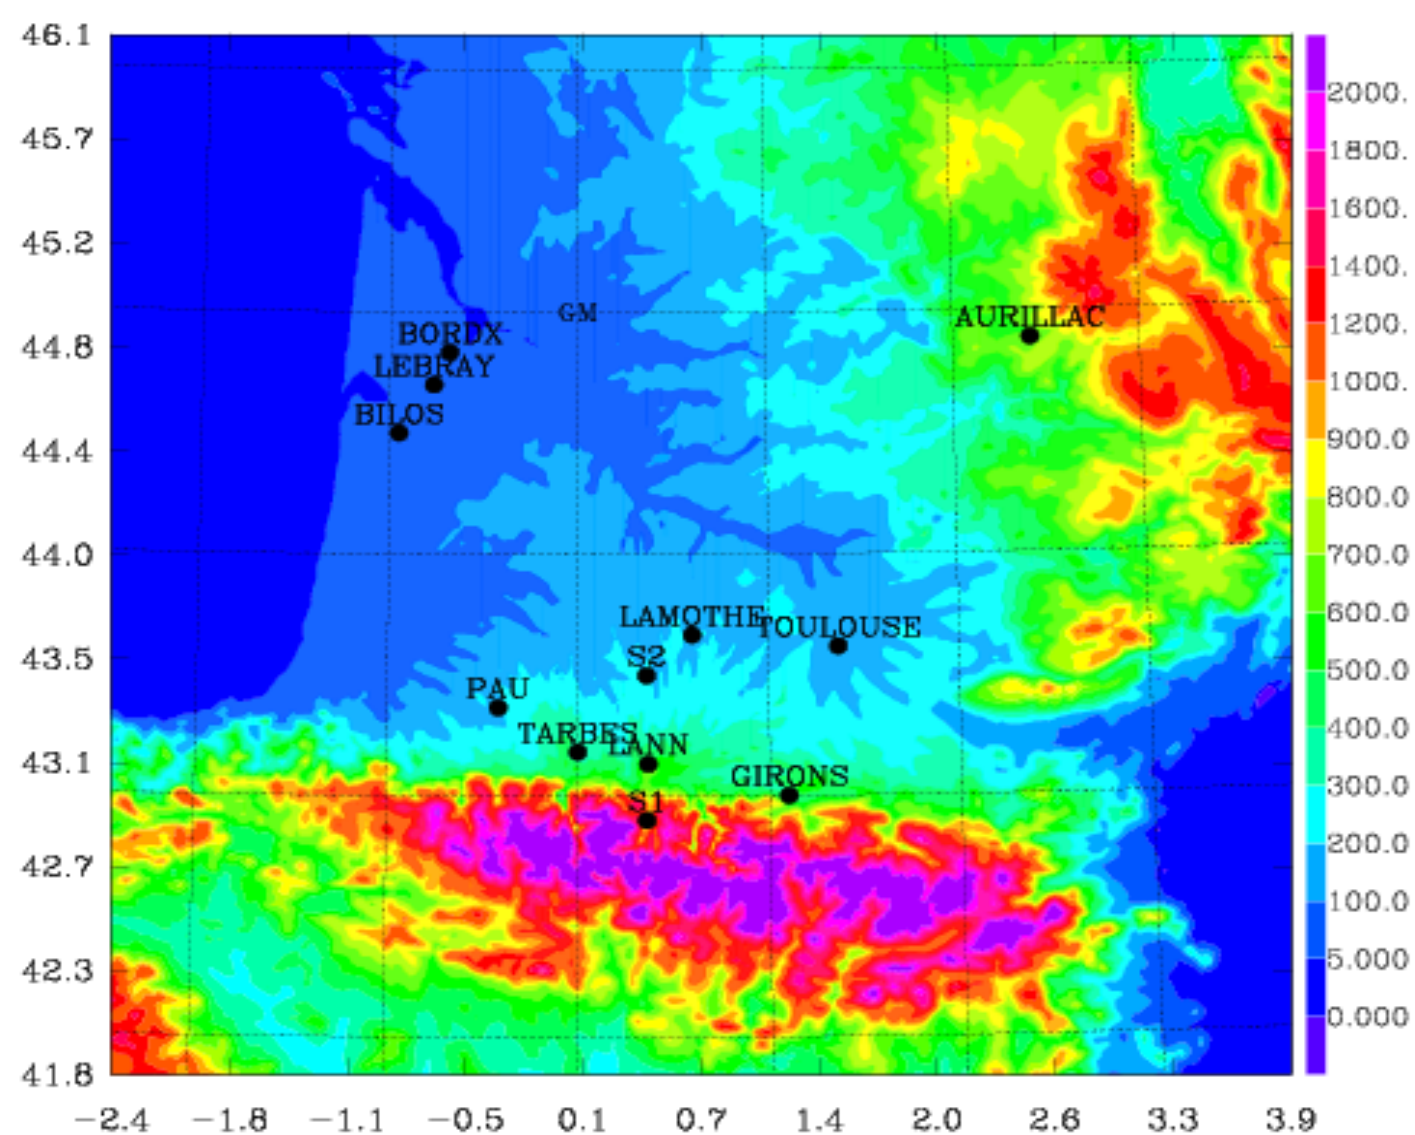 46.1
45.7
45.2
44.8
44.4
44.0
43.5
43.1
42.7
42.3
41.8
-2.4 -1.8 -1.1 -0.5 0.1 0.7 1.4 2.0 2.6 3.3 3.9
GM
BORDX
LEBRAY
BILOS
AURILLAC
LAMOTHE
TOULOUSE
S2
PAU
TARBES
LANN
GIRONS
S1
2000.
1800.
1600.
1400.
1200.
1000.
900.0
800.0
700.0
600.0
500.0
400.0
300.0
200.0
100.0
5.000
0.000